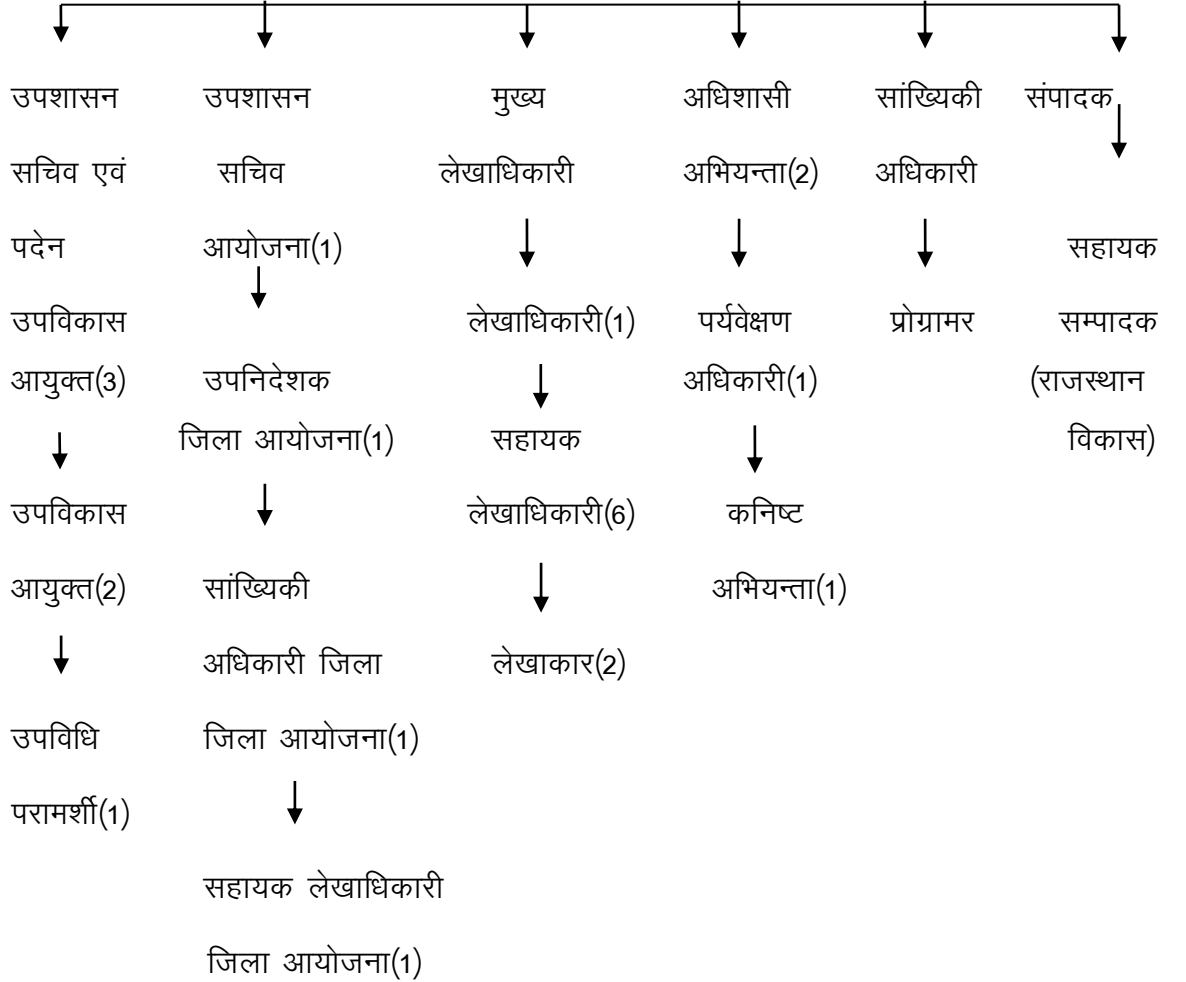 उपशासन
सचिव एवं
पदेन
उपविकास
आयुक्त(3)
उपविकास
आयुक्त(2)
उपविधि
परामर्शी(1)
उपशासन
सचिव
आयोजना(1)
उपनिदेशक
जिला आयोजना(1)
सांख्यिकी
अधिकारी जिला
जिला आयोजना(1)
सहायक लेखाधिकारी
जिला आयोजना(1)
मुख्य
लेखाधिकारी
लेखाधिकारी(1)
सहायक
लेखाधिकारी(6)
लेखाकार(2)
अधिशासी
अभियन्ता(2)
पर्यवेक्षण
अधिकारी(1)
कनिष्ट
अभियन्ता(1)
सांख्यिकी
अधिकारी
प्रोग्रामर
संपादक
सहायक
सम्पादक
(राजस्थान
विकास)